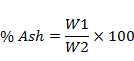 % Ash = W1/W2 × 100